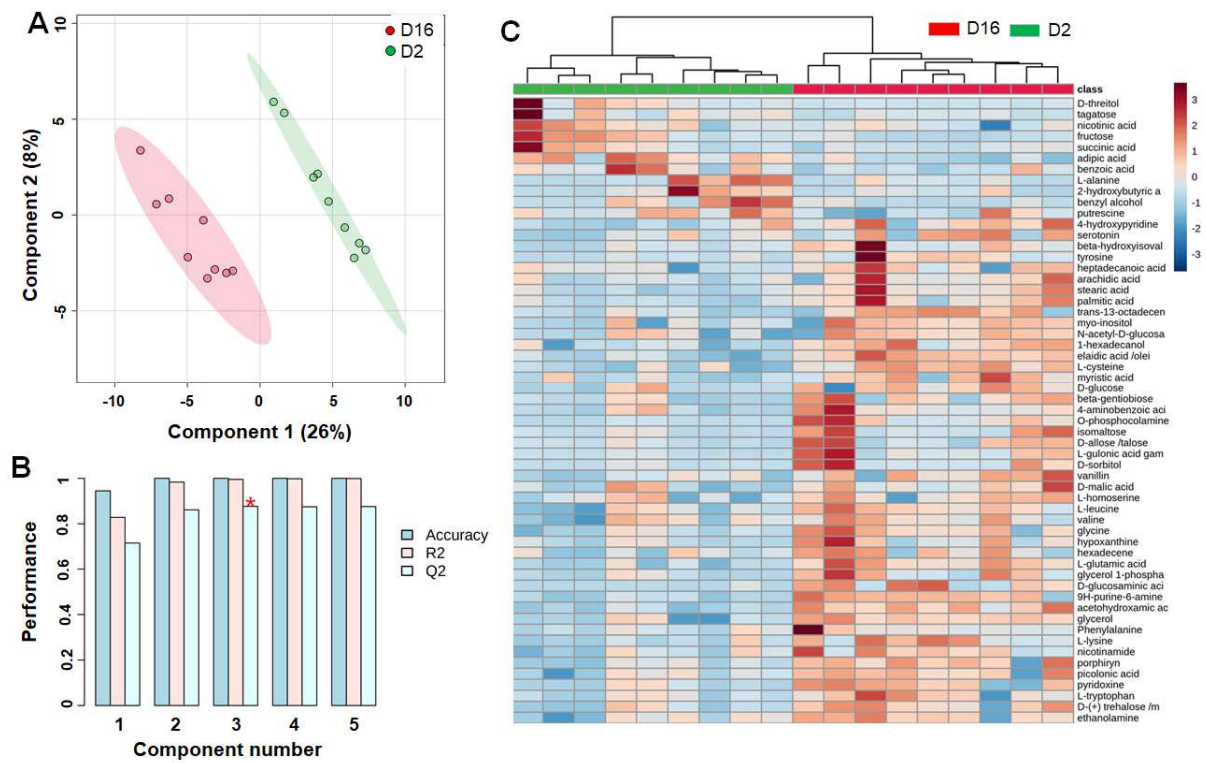 A
10
5
0
-5
-10
-5
0
5
10
Component 2 (8%)
Component 1 (26%)
D16
D2
B
Performance
1
0.8
0.6
0.4
0.2
0
*
1
2
3
4
5
Component number
Accuracy
R2
Q2
C
D16
D2
class
D-threitol
tagatose
nicotinic acid
fructose
succinic acid
adipic acid
benzoic acid
L-alanine
2-hydroxybutyric a
benzyl alcohol
putrescine
4-hydroxypyridine
serotonin
beta-hydroxyisoval
tyrosine
heptadecanoic acid
arachidic acid
stearic acid
palmitic acid
trans-13-octadecen
myo-inositol
N-acetyl-D-glucosa
1-hexadecanol
elaidic acid /olei
L-cysteine
myristic acid
D-glucose
beta-gentiobiose
4-aminobenzoic aci
O-phosphocolamine
isomaltose
D-allose /talose
L-gulonic acid gam
D-sorbitol
vanillin
D-malic acid
L-homoserine
L-leucine
valine
glycine
hypoxanthine
hexadecene
L-glutamic acid
glycerol 1-phospha
D-glucosaminic aci
9H-purine-6-amine
acetohydroxamic ac
glycerol
Phenylalanine
L-lysine
nicotinamide
porphiryn
picolonic acid
pyridoxine
L-tryptophan
D-(+) trehalose /m
ethanolamine
3
2
1
0
-1
-2
-3